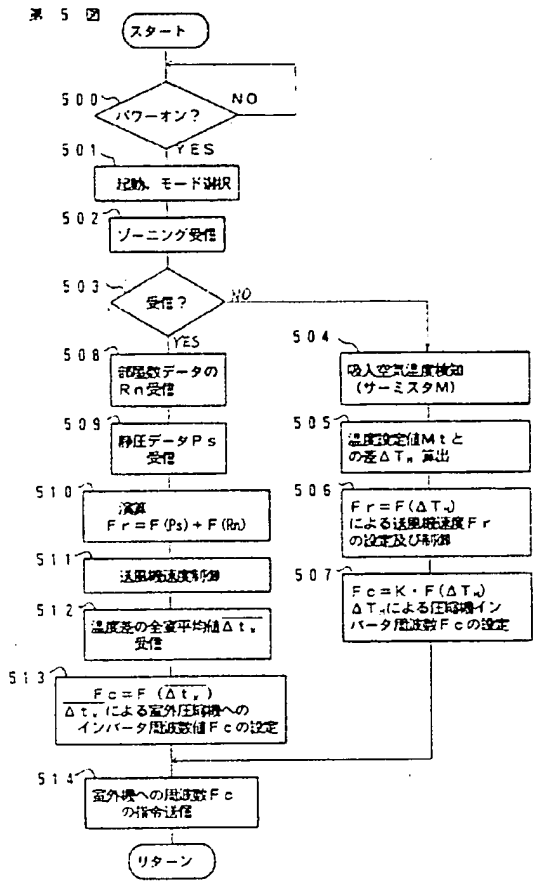 第 5 図
スタート
500
パワーオン?
NO
YES
501
起動、モード選択
502
ゾーニング受信
503
受信?
NO
YES
508
部屋数データの
Rn受信
509
静圧データPs
受信
510
演算
Fr=F(Ps)+F(Rn)
511
送風機速度制御
512
温度差の全室平均値Δtx
受信
513
Fc=F(Δtx)
Δtxによる室外圧縮機への
インバータ周波数値Fcの設定
504
吸入空気温度検知
(サーミスタM)
505
温度設定値Mtと
の差ΔTM算出
506
Fr=F(ΔTM)
による送風機速度Fr
の設定及び制御
507
Fc=K・F(ΔTM)
ΔTMによる圧縮機イン
バータ周波数Fcの設定
514
室外機への周波数Fc
の指令送信
リターン